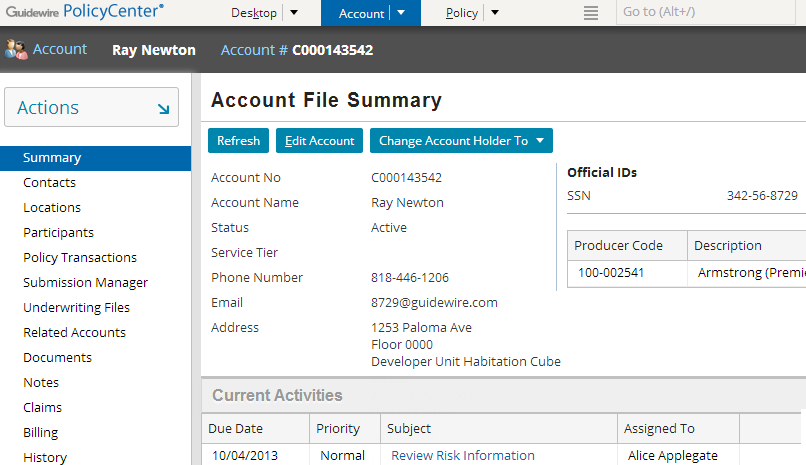 Guidewire PolicyCenter®
Desktop Account Policy Go to (Alt+/)
Account Ray Newton Account # C000143542
Actions
Summary
Contacts
Locations
Participants
Policy Transactions
Submission Manager
Underwriting Files
Related Accounts
Documents
Notes
Claims
Billing
History
Account File Summary
Refresh Edit Account Change Account Holder To
Account No C000143542
Account Name Ray Newton
Status Active
Service Tier
Phone Number 818-446-1206
Email 8729@guidewire.com
Address 1253 Paloma Ave
Floor 0000
Developer Unit Habitation Cube
Official IDs
SSN 342-56-8729
Producer Code Description
100-002541 Armstrong (Premi
Current Activities
Due Date Priority Subject Assigned To
10/04/2013 Normal Review Risk Information Alice Applegate